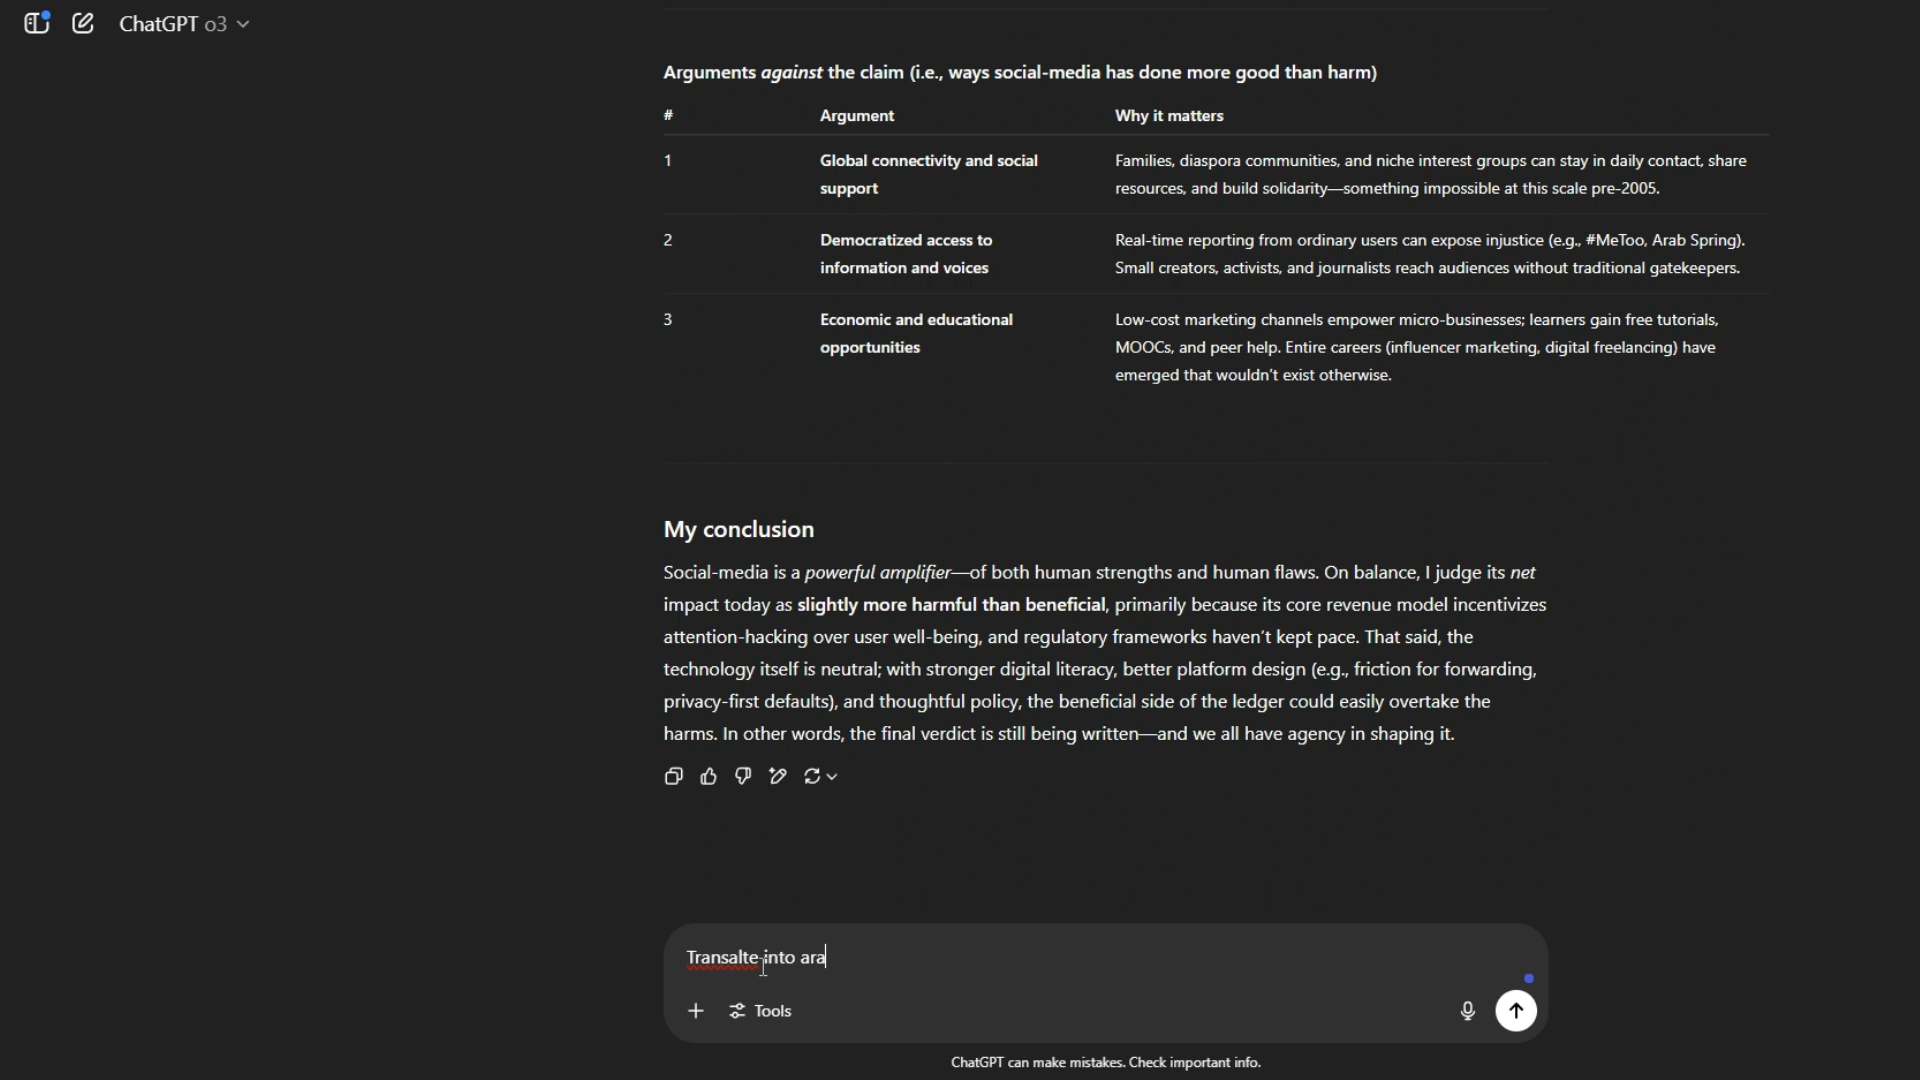 ChatGPT o3
Arguments against the claim (i.e., ways social-media has done more good than harm)
# Argument Why it matters
1 Global connectivity and social support Families, diaspora communities, and niche interest groups can stay in daily contact, share
resources, and build solidarity—something impossible at this scale pre-2005.
2 Democratized access to information and voices Real-time reporting from ordinary users can expose injustice (e.g., #MeToo, Arab Spring).
Small creators, activists, and journalists reach audiences without traditional gatekeepers.
3 Economic and educational opportunities Low-cost marketing channels empower micro-businesses; learners gain free tutorials,
MOOCs, and peer help. Entire careers (influencer marketing, digital freelancing) have
emerged that wouldn't exist otherwise.
My conclusion
Social-media is a powerful amplifier—of both human strengths and human flaws. On balance, I judge its net
impact today as slightly more harmful than beneficial, primarily because its core revenue model incentivizes
attention-hacking over user well-being, and regulatory frameworks haven't kept pace. That said, the
technology itself is neutral; with stronger digital literacy, better platform design (e.g., friction for forwarding,
privacy-first defaults), and thoughtful policy, the beneficial side of the ledger could easily overtake the
harms. In other words, the final verdict is still being written—and we all have agency in shaping it.
Transalte into ara
Tools
ChatGPT can make mistakes. Check important info.